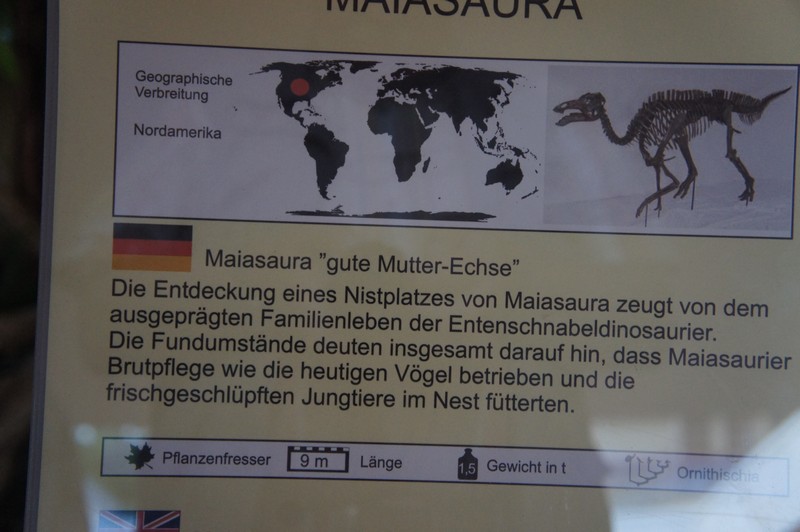 MAIASAURA
Geographische
Verbreitung
Nordamerika
Maiasaura ”gute Mutter-Echse”
Die Entdeckung eines Nistplatzes von Maiasaura zeugt von dem
ausgeprägten Familienleben der Entenschnabeldinosaurier.
Die Fundumstände deuten insgesamt darauf hin, dass Maiasaurier
Brutpflege wie die heutigen Vögel betrieben und die
frischgeschlüpften Jungtiere im Nest fütterten.
Pflanzenfresser 9 m Länge 1,5 Gewicht in t Ornithischia